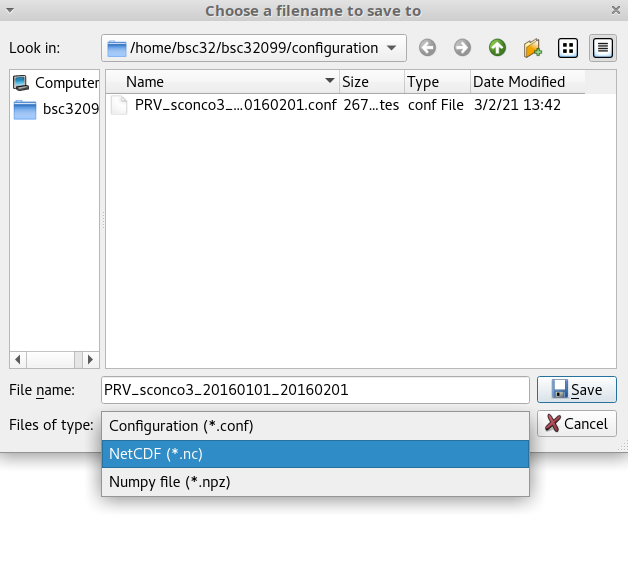 Choose a filename to save to
Look in: /home/bsc32/bsc32099/configuration
Computer
bsc32099
Name Size Type Date Modified
PRV_sconco3_...0160201.conf 267...tes conf File 3/2/21 13:42
File name: PRV_sconco3_20160101_20160201 Save
Files of type: Cancel
Configuration (*.conf)
NetCDF (*.nc)
Numpy file (*.npz)